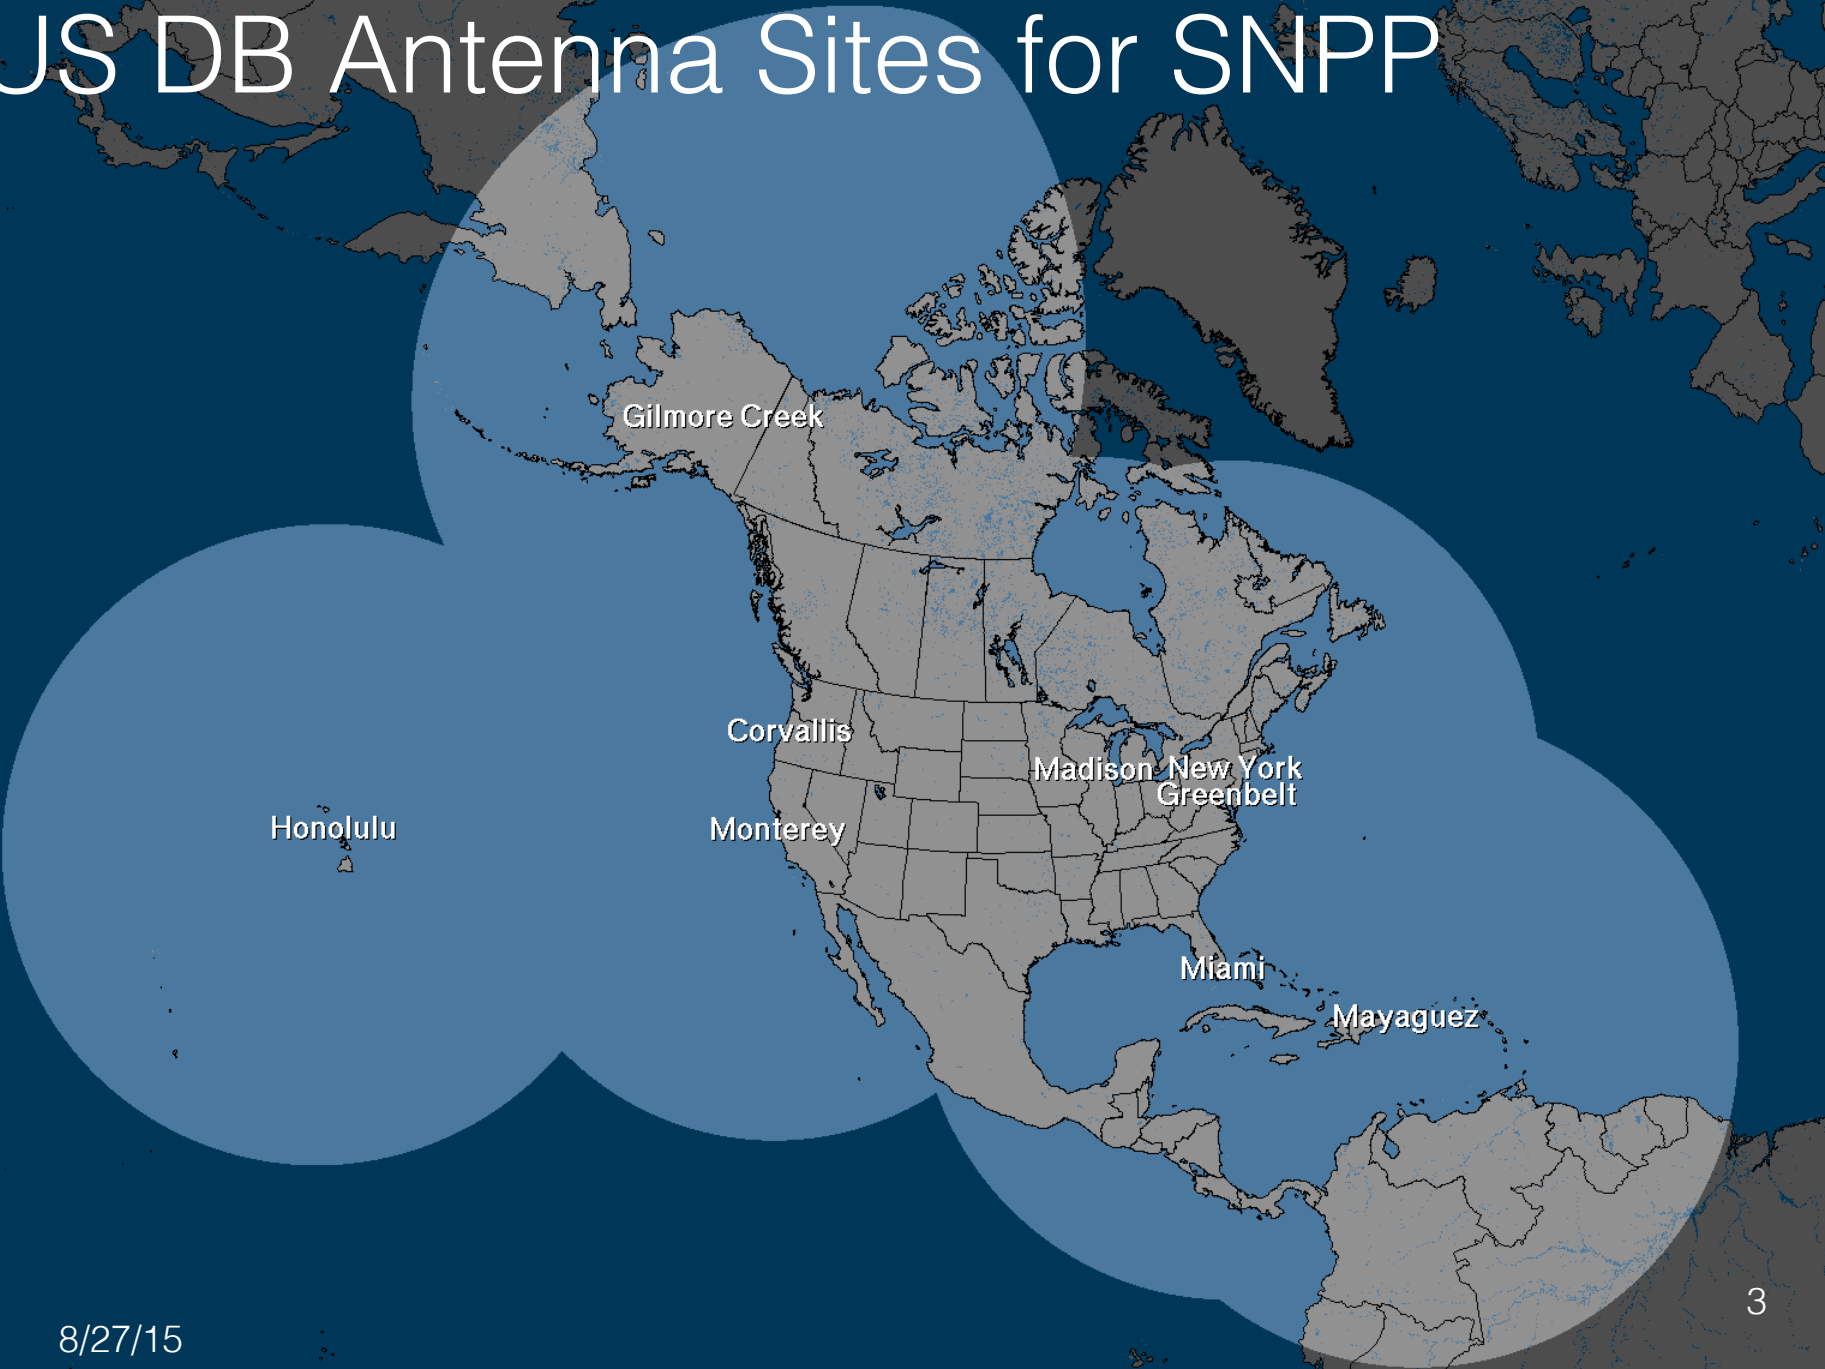 US DB Antenna Sites for SNPP
Gilmore Creek
Corvallis
Madison
New York
Greenbelt
Honolulu
Monterey
Miami
Mayaguez
3
8/27/15